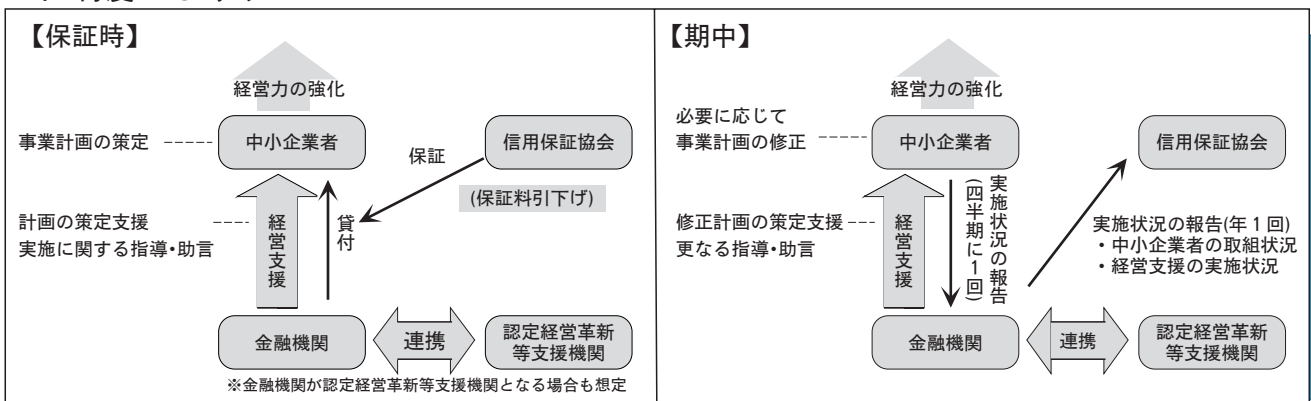 【保証時】
経営力の強化
事業計画の策定
中小企業者
信用保証協会
保証
(保証料引下げ)
計画の策定支援
実施に関する指導・助言
経営支援
貸付
金融機関
連携
認定経営革新
等支援機関
※金融機関が認定経営革新等支援機関となる場合も想定
【期中】
経営力の強化
必要に応じて
事業計画の修正
中小企業者
信用保証協会
修正計画の策定支援
更なる指導・助言
経営支援
実施状況の報告
(四半期に1回)
実施状況の報告(年1回)
・中小企業者の取組状況
・経営支援の実施状況
金融機関
連携
認定経営革新
等支援機関